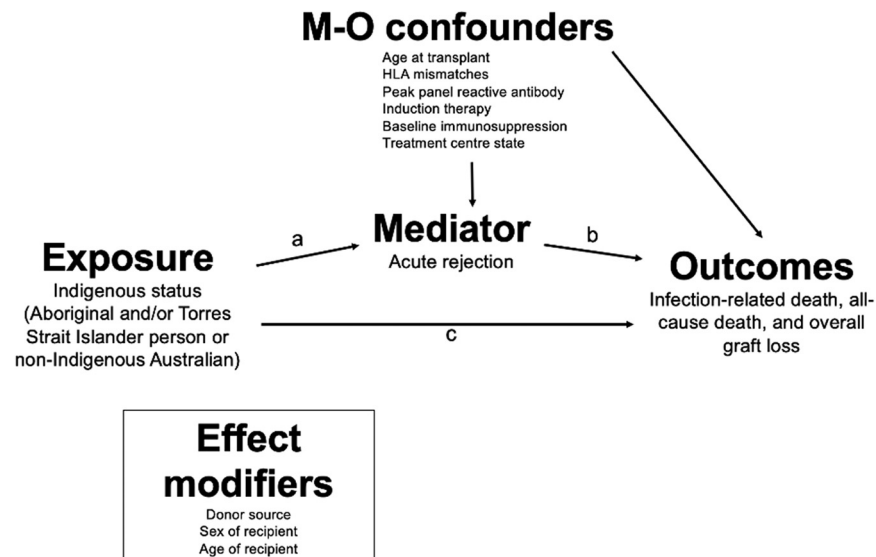 M-O confounders
Age at transplant
HLA mismatches
Peak panel reactive antibody
Induction therapy
Baseline immunosuppression
Treatment centre state
Mediator
Acute rejection
a
b
Exposure
Indigenous status
(Aboriginal and/or Torres
Strait Islander person or
non-Indigenous Australian)
c
Outcomes
Infection-related death, all-
cause death, and overall
graft loss
Effect
modifiers
Donor source
Sex of recipient
Age of recipient